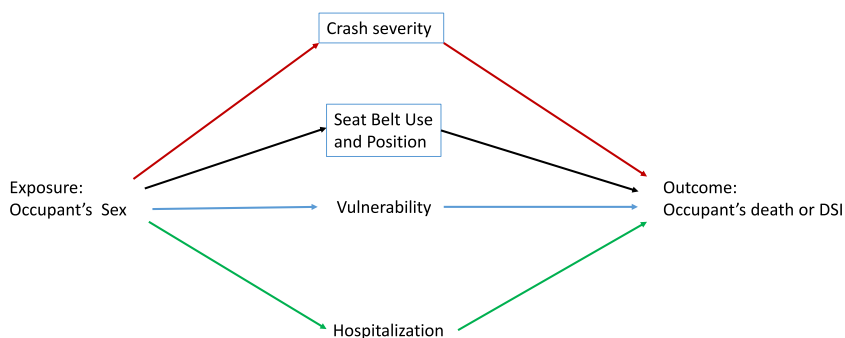 Crash severity
Seat Belt Use
and Position
Exposure:
Occupant's Sex
Vulnerability
Outcome:
Occupant's death or DSI
Hospitalization